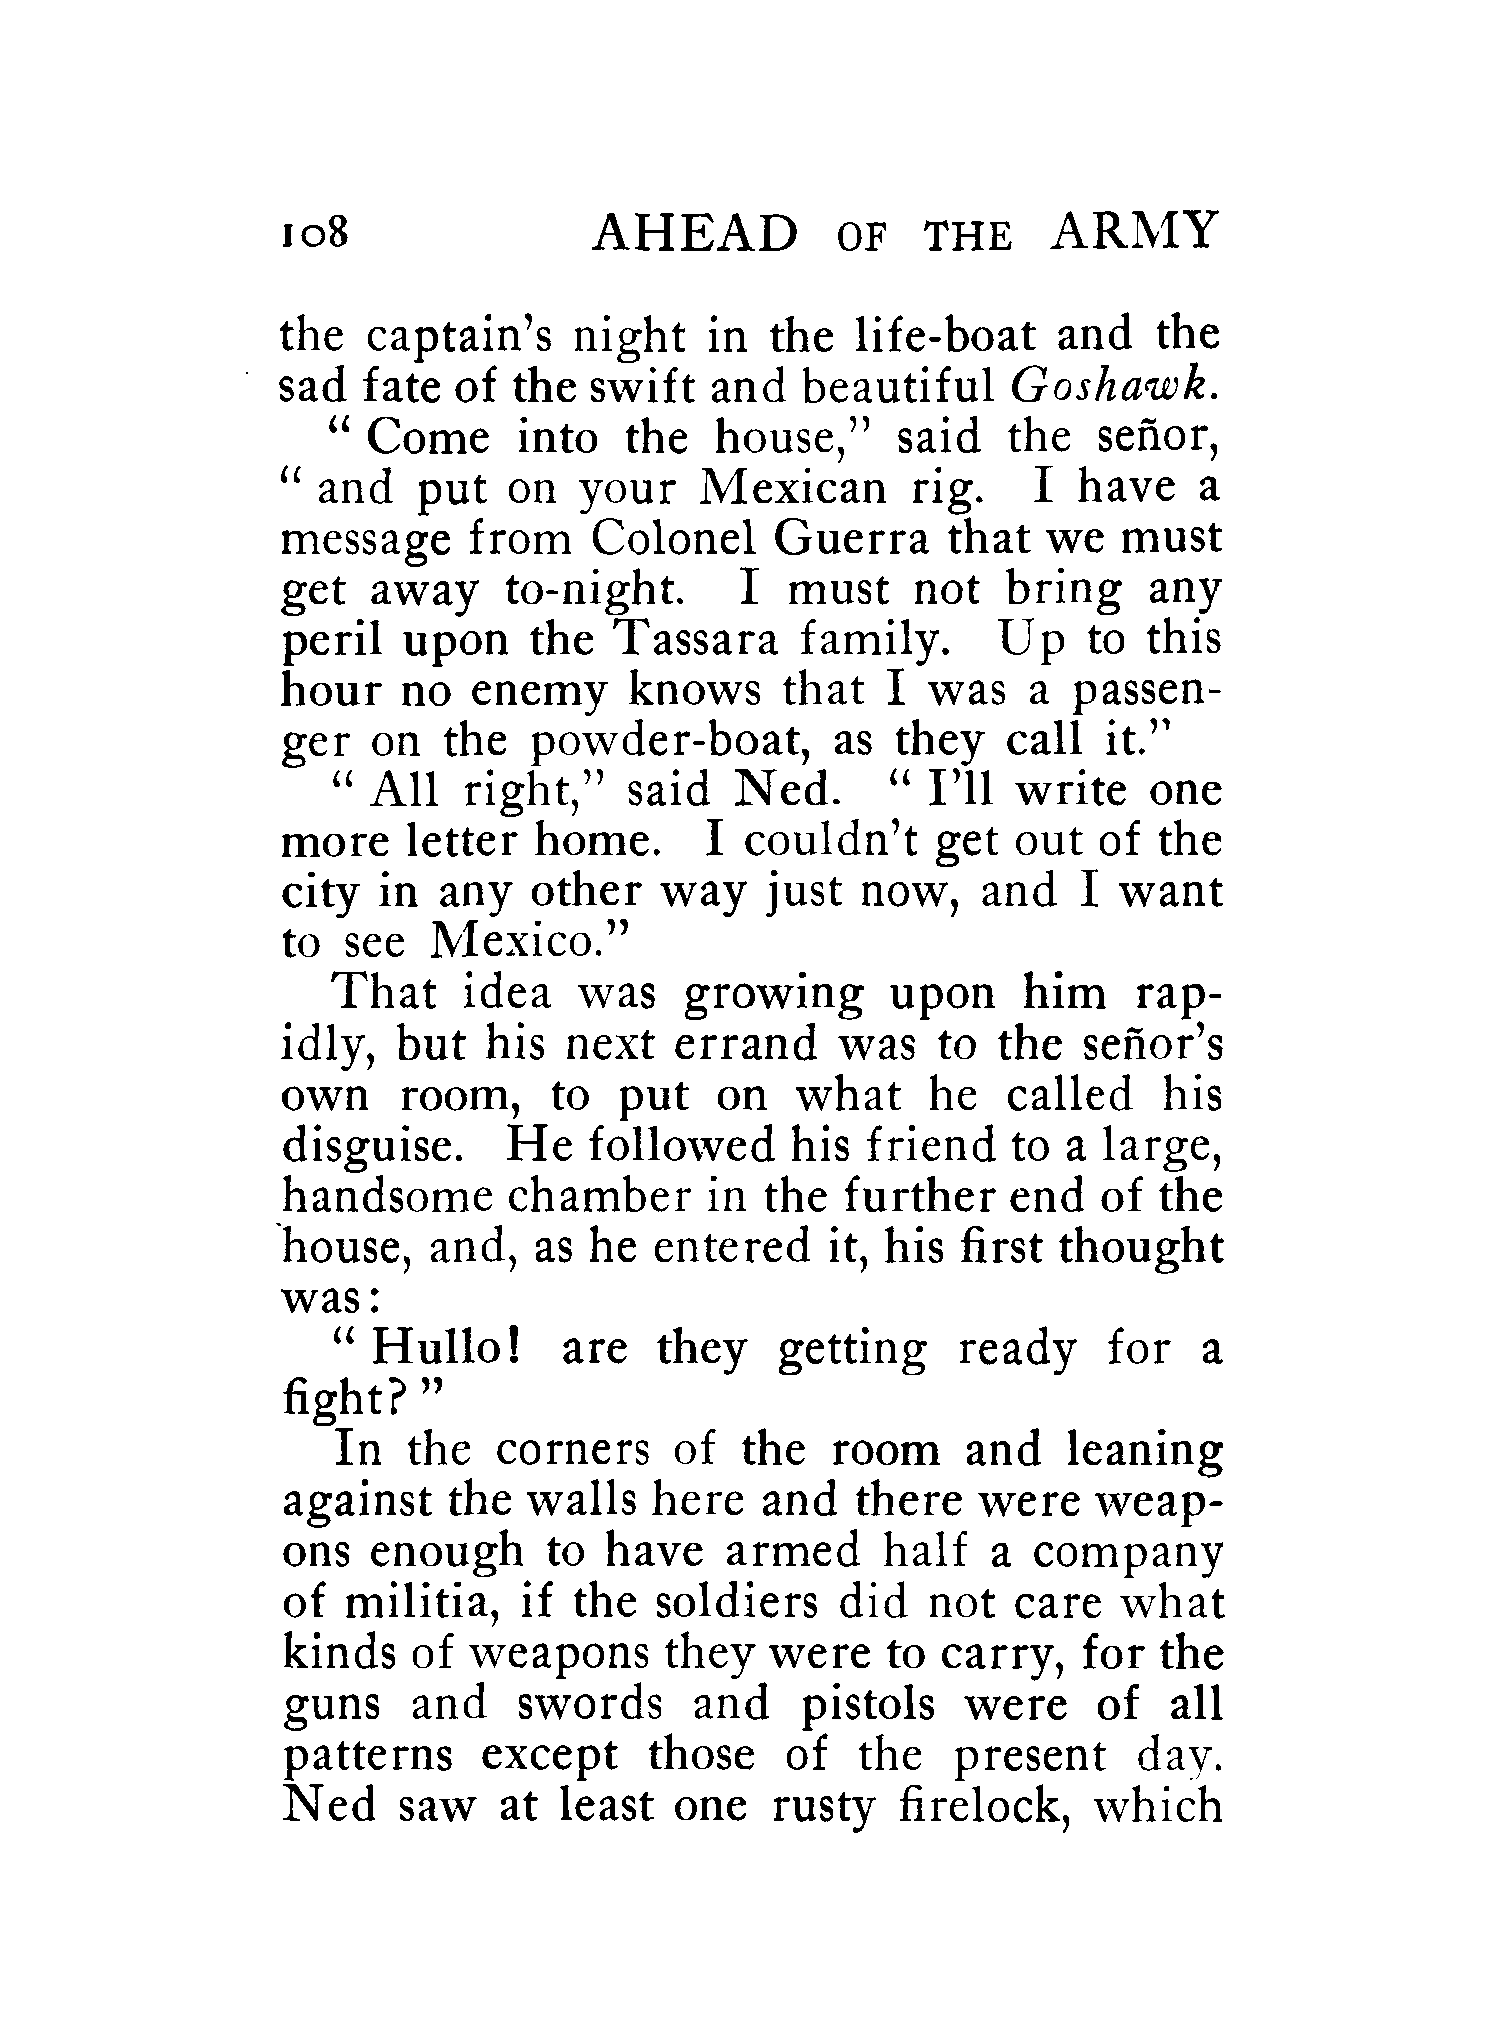 108 AHEAD OF THE ARMY
the captain's night in the life-boat and the
sad fate of the swift and beautiful Goshawk.
“ Come into the house,” said the señor,
“ and put on your Mexican rig. I have a
message from Colonel Guerra that we must
get away to-night. I must not bring any
peril upon the Tassara family. Up to this
hour no enemy knows that I was a passen-
ger on the powder-boat, as they call it.”
“ All right,” said Ned. “ I'll write one
more letter home. I couldn't get out of the
city in any other way just now, and I want
to see Mexico.”
That idea was growing upon him rap-
idly, but his next errand was to the señor's
own room, to put on what he called his
disguise. He followed his friend to a large,
handsome chamber in the further end of the
house, and, as he entered it, his first thought
was:
“ Hullo! are they getting ready for a
fight? ”
In the corners of the room and leaning
against the walls here and there were weap-
ons enough to have armed half a company
of militia, if the soldiers did not care what
kinds of weapons they were to carry, for the
guns and swords and pistols were of all
patterns except those of the present day.
Ned saw at least one rusty firelock, which